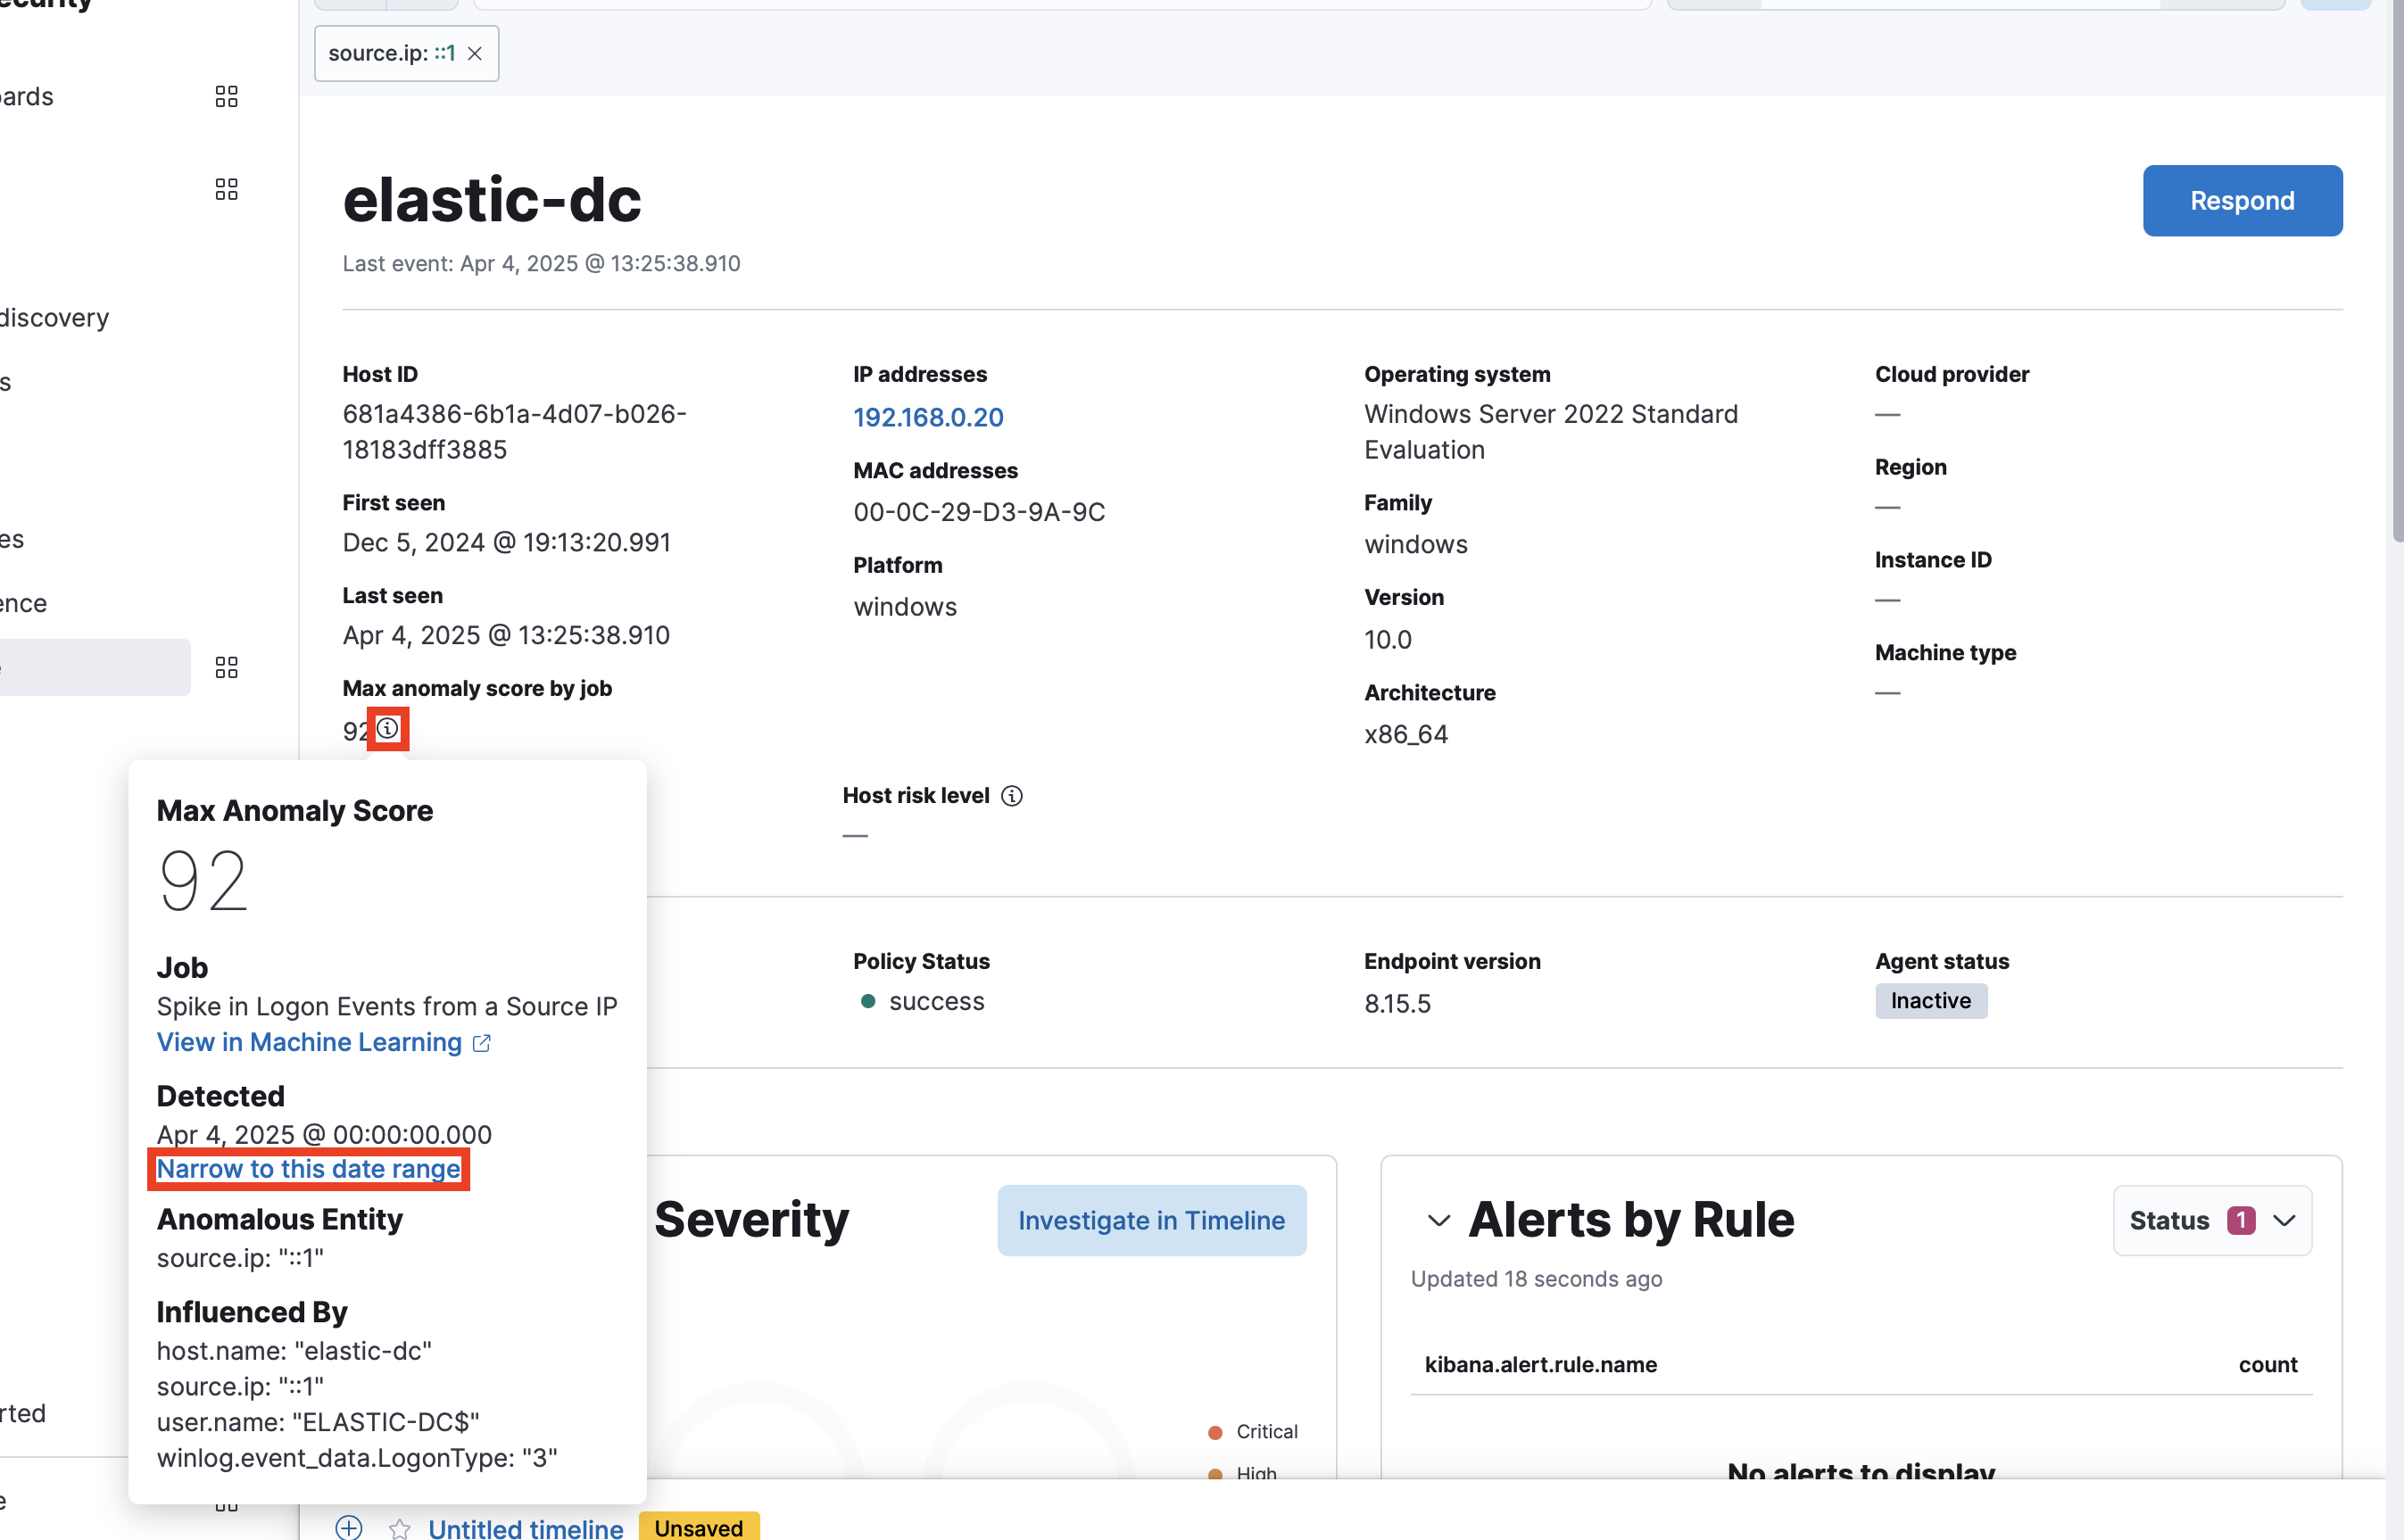 source.ip: ::1
elastic-dc
Respond
Last event: Apr 4, 2025 @ 13:25:38.910
Host ID
681a4386-6b1a-4d07-b026-
18183dff3885
First seen
Dec 5, 2024 @ 19:13:20.991
Last seen
Apr 4, 2025 @ 13:25:38.910
Max anomaly score by job
92
IP addresses
192.168.0.20
MAC addresses
00-0C-29-D3-9A-9C
Platform
windows
Operating system
Windows Server 2022 Standard
Evaluation
Family
windows
Version
10.0
Architecture
x86_64
Cloud provider
—
Region
—
Instance ID
—
Machine type
—
Host risk level
—
Max Anomaly Score
92
Job
Spike in Logon Events from a Source IP
View in Machine Learning
Detected
Apr 4, 2025 @ 00:00:00.000
Narrow to this date range
Anomalous Entity
source.ip: "::1"
Influenced By
host.name: "elastic-dc"
source.ip: "::1"
user.name: "ELASTIC-DC$"
winlog.event_data.LogonType: "3"
Policy Status
success
Endpoint version
8.15.5
Agent status
Inactive
Severity
Investigate in Timeline
Critical
High
Alerts by Rule
Status 1
Updated 18 seconds ago
kibana.alert.rule.name count
No alerts to display
Untitled timeline
Unsaved
discovery